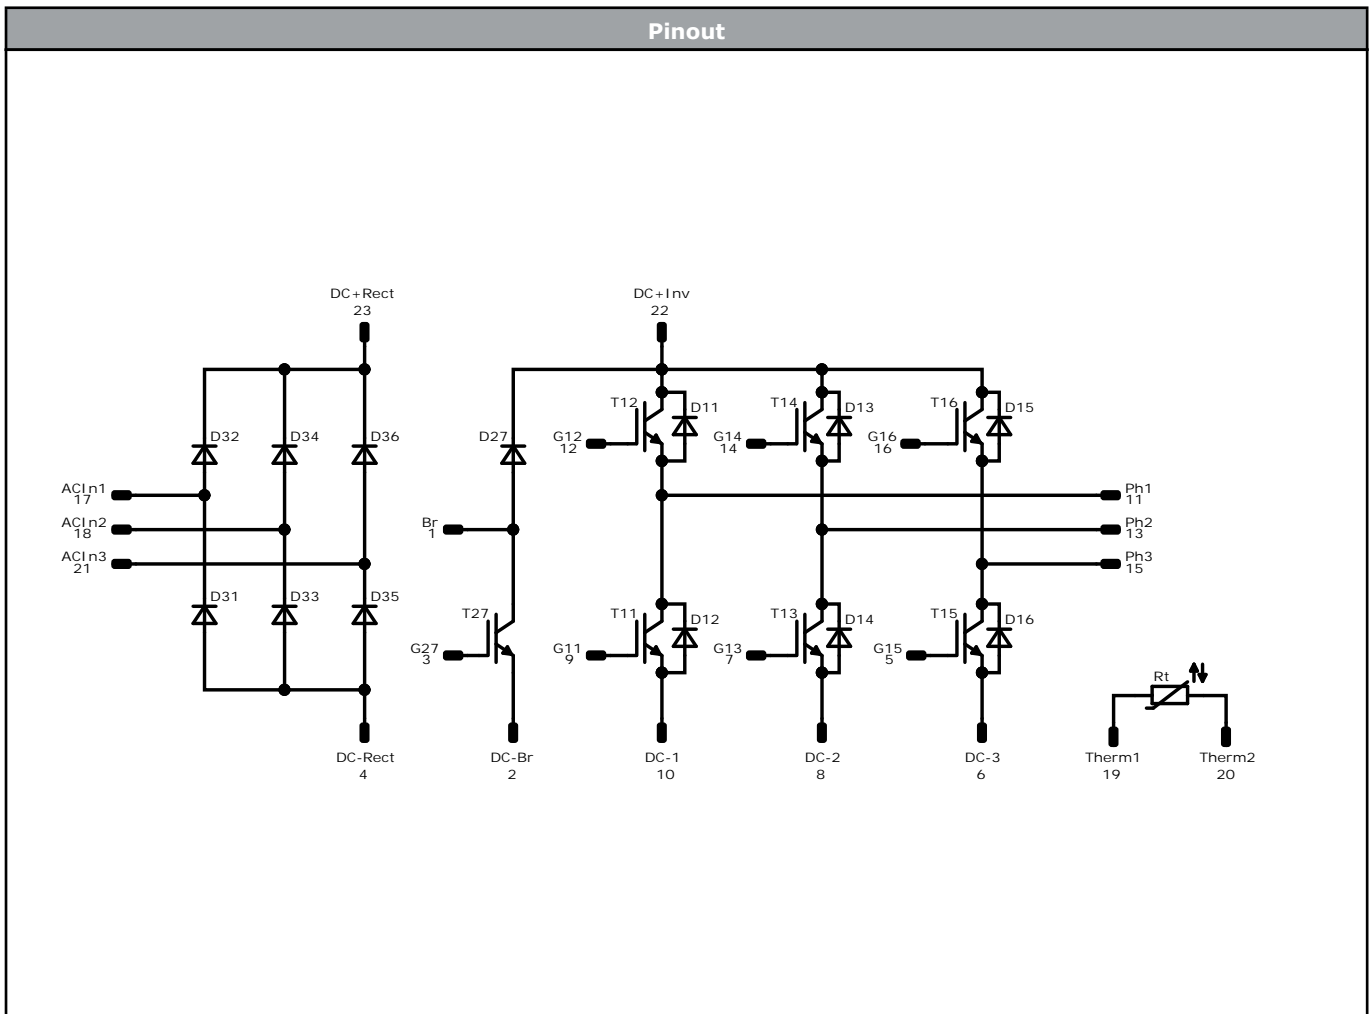 Pinout
DC+Rect
23
DC+Inv
22
T12
D11
T14
D13
T16
D15
D32
D34
D36
D27
G12
12
G14
14
G16
16
ACIn1
17
Ph1
11
ACIn2
18
Br
1
Ph2
13
ACIn3
21
Ph3
15
D31
D33
D35
T27
T11
D12
T13
D14
T15
D16
G27
3
G11
9
G13
7
G15
5
Rt
DC-Rect
4
DC-Br
2
DC-1
10
DC-2
8
DC-3
6
Therm1
19
Therm2
20